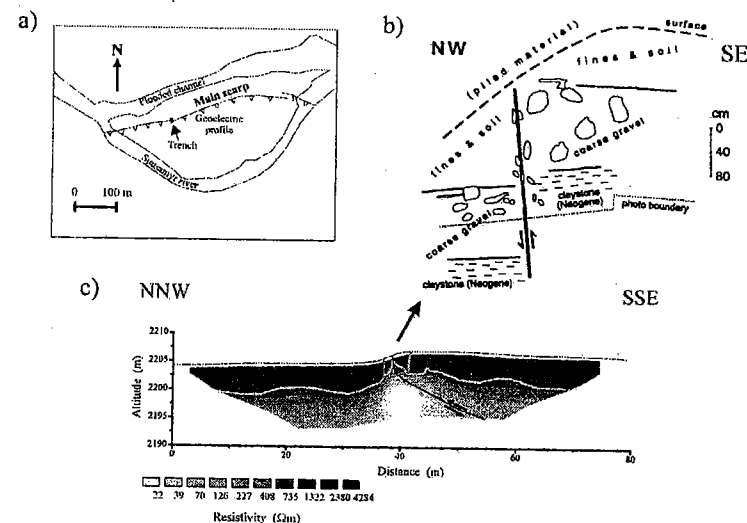 a)
N
Flooded channel
Main scarp
Geoelectric
profile
Trench
Suusamyr river
0 100 m
b)
NW
SE
surface
(piled material)
fines & soil
fines & soil
cm
0
40
80
coarse gravel
claystone
(Neogene)
photo boundary
coarse gravel
claystone (Neogene)
c)
NNW
SSE
Altitude (m)
2210
2205
2200
2195
2190
0 20 40 60 80
Distance (m)
22 39 70 126 227 408 735 1322 2380 4284
Resistivity (Ωm)